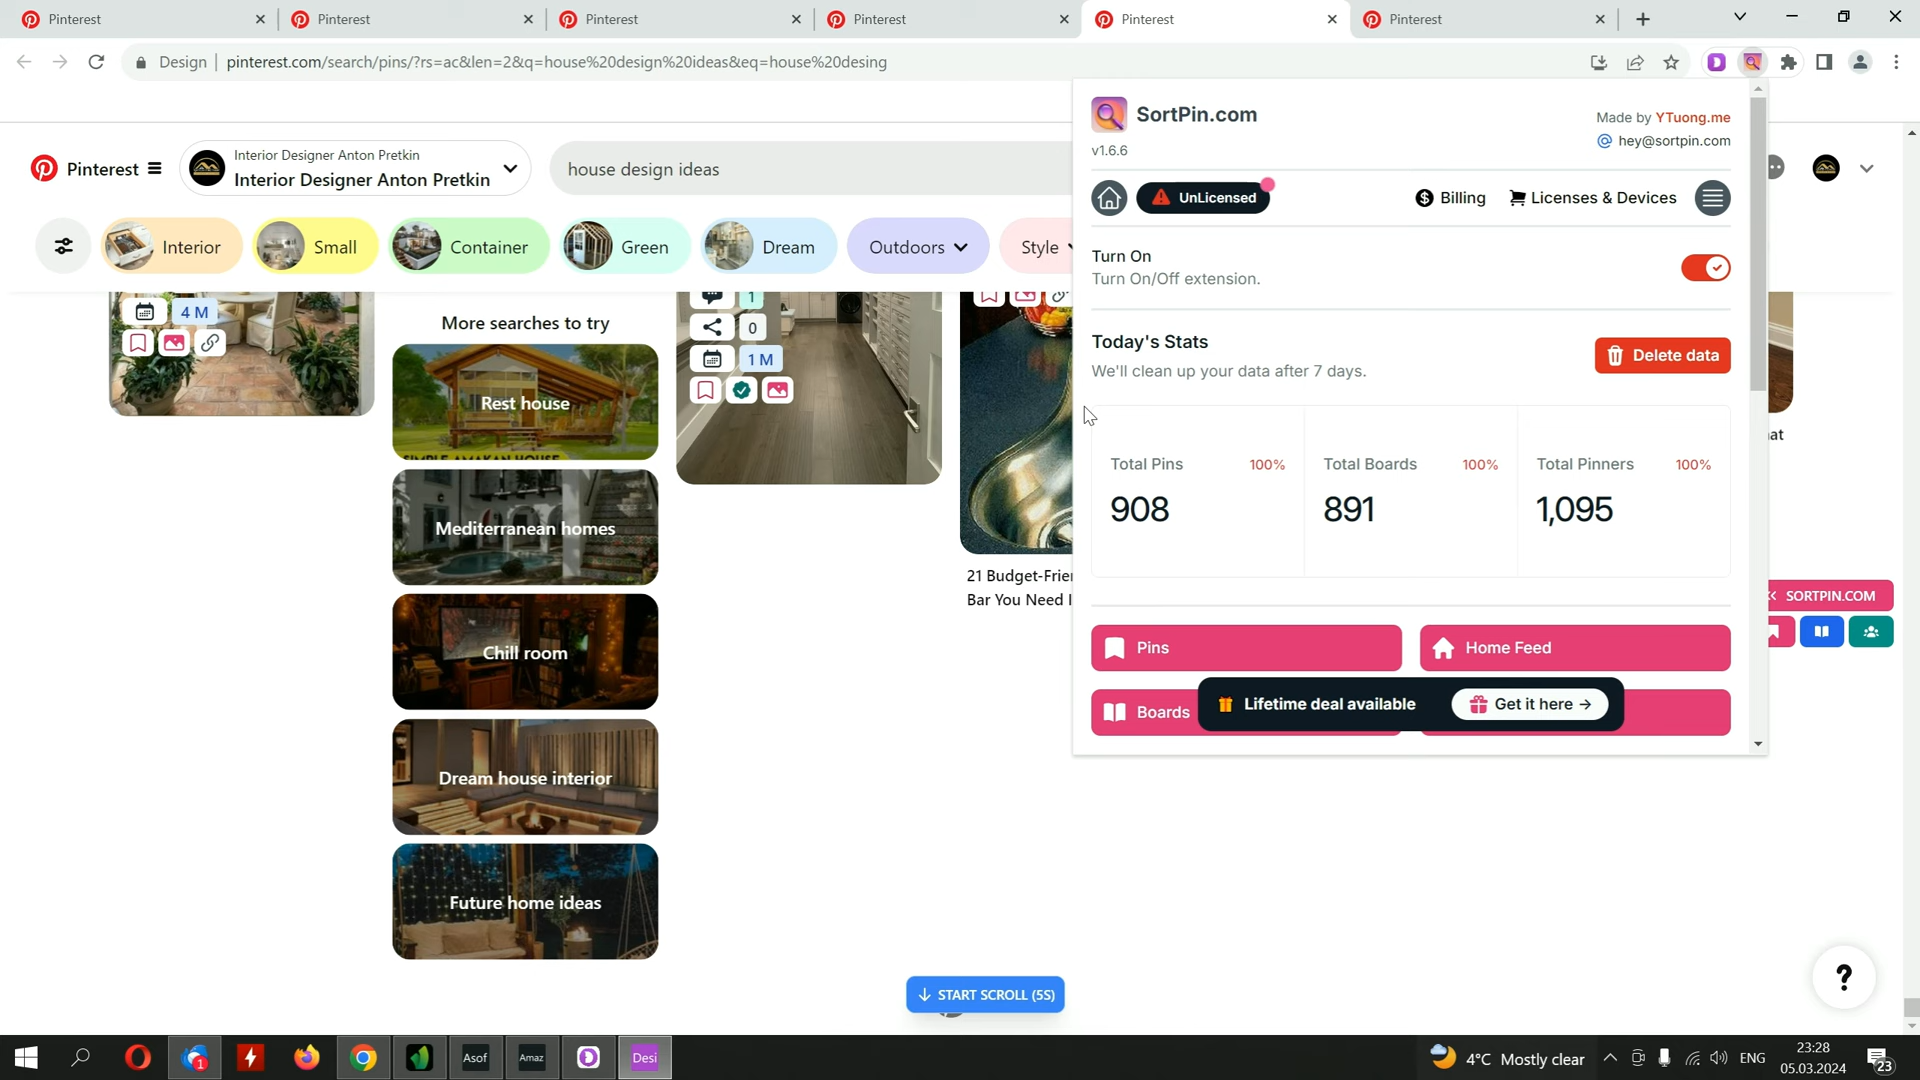 Pinterest
Pinterest
Pinterest
Pinterest
Pinterest
Pinterest
Design
pinterest.com/search/pins/?rs=ac&len=2&q=house%20design%20ideas&eq=house%20desing
Pinterest
Interior Designer Anton Pretkin
Interior Designer Anton Pretkin
house design ideas
Interior
Small
Container
Green
Dream
Outdoors
Style
4 M
More searches to try
Rest house
SIMPLE AMAKAN HOUSE
Mediterranean homes
Chill room
Dream house interior
Future home ideas
1
0
1 M
21 Budget-Frie
Bar You Need
SortPin.com
v1.6.6
Made by YTuong.me
hey@sortpin.com
UnLicensed
Billing
Licenses & Devices
Turn On
Turn On/Off extension.
Today's Stats
We'll clean up your data after 7 days.
Delete data
Total Pins 100%
908
Total Boards 100%
891
Total Pinners 100%
1,095
Pins
Home Feed
Boards
Lifetime deal available
Get it here →
at
SORTPIN.COM
START SCROLL (5S)
?
1
Asof
Amaz
Desi
4°C Mostly clear
ENG
23:28
05.03.2024
23